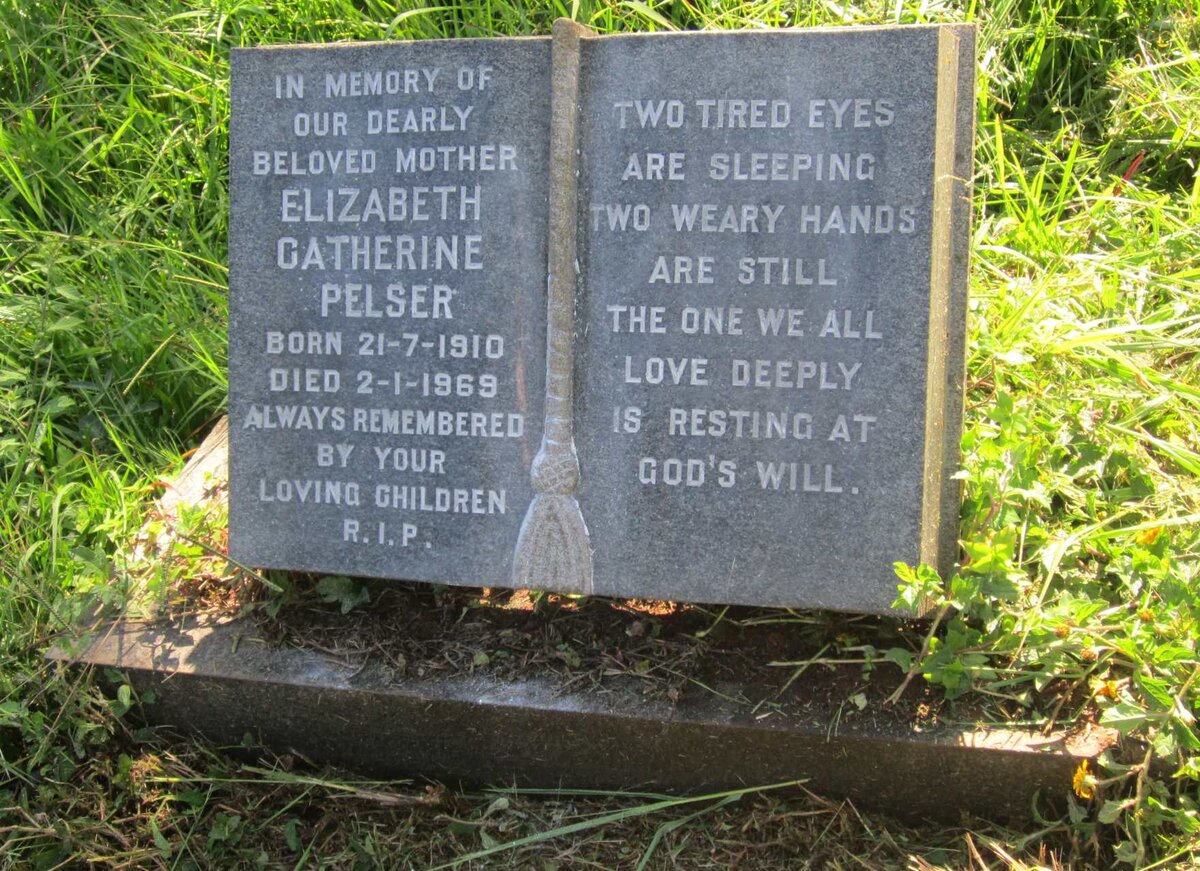 IN MEMORY OF
OUR DEARLY
BELOVED MOTHER
ELIZABETH
CATHERINE
PELSER
BORN 21-7-1910
DIED 2-1-1969
ALWAYS REMEMBERED
BY YOUR
LOVING CHILDREN
R.I.P.
TWO TIRED EYES
ARE SLEEPING
TWO WEARY HANDS
ARE STILL
THE ONE WE ALL
LOVE DEEPLY
IS RESTING AT
GOD'S WILL.